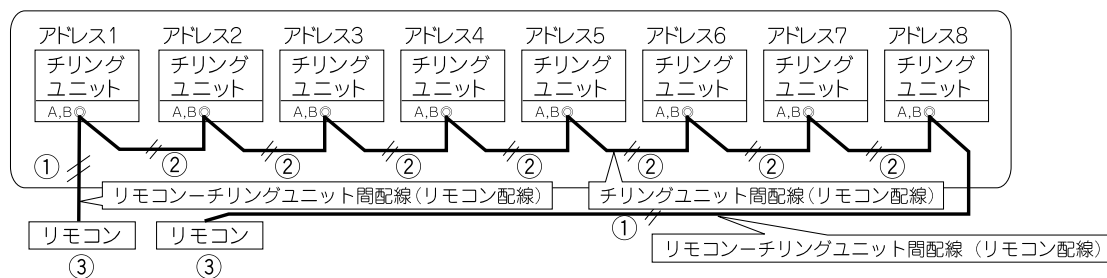 アドレス1 アドレス2 アドレス3 アドレス4 アドレス5 アドレス6 アドレス7 アドレス8
チリング チリング チリング チリング チリング チリング チリング チリング
ユニット ユニット ユニット ユニット ユニット ユニット ユニット ユニット
A,B◎ A,B◎ A,B◎ A,B◎ A,B◎ A,B◎ A,B◎ A,B◎
① ② ② ② ② ② ② ②
リモコンーチリングユニット間配線(リモコン配線) チリングユニット間配線(リモコン配線)
リモコン リモコン ①
③ ③ リモコンーチリングユニット間配線(リモコン配線)